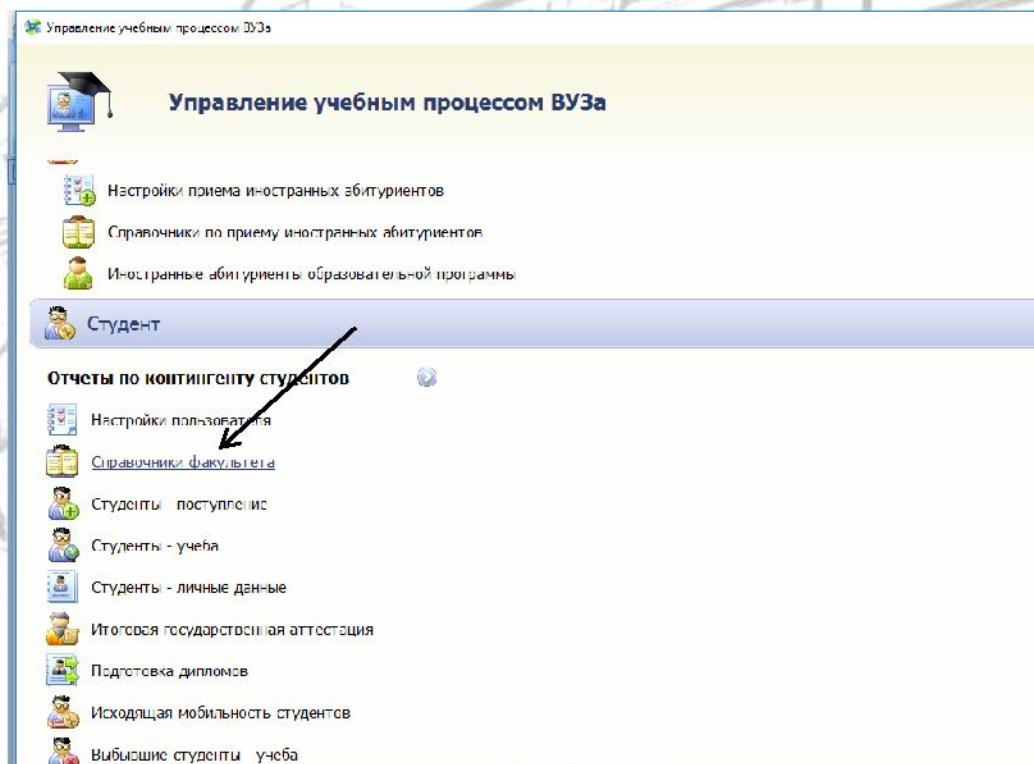 Управление учебным процессом ВУЗа
Управление учебным процессом ВУЗа
Настройки приема иностранных абитуриентов
Справочники по приему иностранных абитуриентов
Иностранные абитуриенты образовательной программы
Студент
Отчеты по контингенту студентов
Настройки пользователя
Справочники факультета
Студенты - поступление
Студенты - учеба
Студенты - личные данные
Итоговая государственная аттестация
Подготовка дипломов
Исходящая мобильность студентов
Выбывшие студенты - учеба